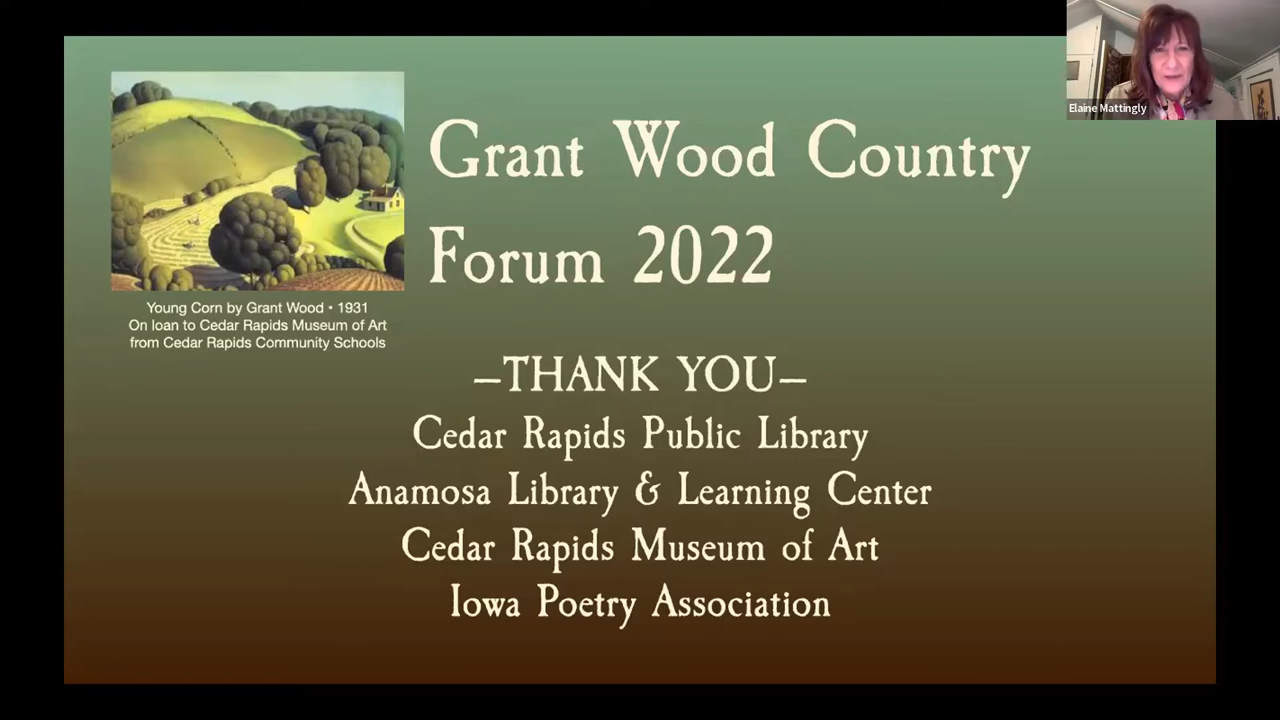 Elaine Mattingly
Grant Wood Country
Forum 2022
Young Corn by Grant Wood • 1931
On loan to Cedar Rapids Museum of Art
from Cedar Rapids Community Schools
–THANK YOU–
Cedar Rapids Public Library
Anamosa Library & Learning Center
Cedar Rapids Museum of Art
Iowa Poetry Association